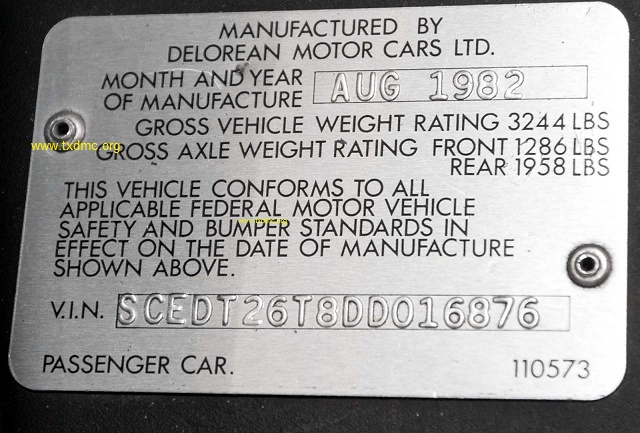 MANUFACTURED BY
DELOREAN MOTOR CARS LTD.
MONTH AND YEAR
OF MANUFACTURE AUG 1982
GROSS VEHICLE WEIGHT RATING 3244 LBS
www.txdmc.org
GROSS AXLE WEIGHT RATING FRONT 1286 LBS
REAR 1958 LBS
THIS VEHICLE CONFORMS TO ALL
APPLICABLE FEDERAL MOTOR VEHICLE
SAFETY AND BUMPER STANDARDS IN
EFFECT ON THE DATE OF MANUFACTURE
SHOWN ABOVE.
V.I.N. SCEDT26T8DD016876
PASSENGER CAR. 110573